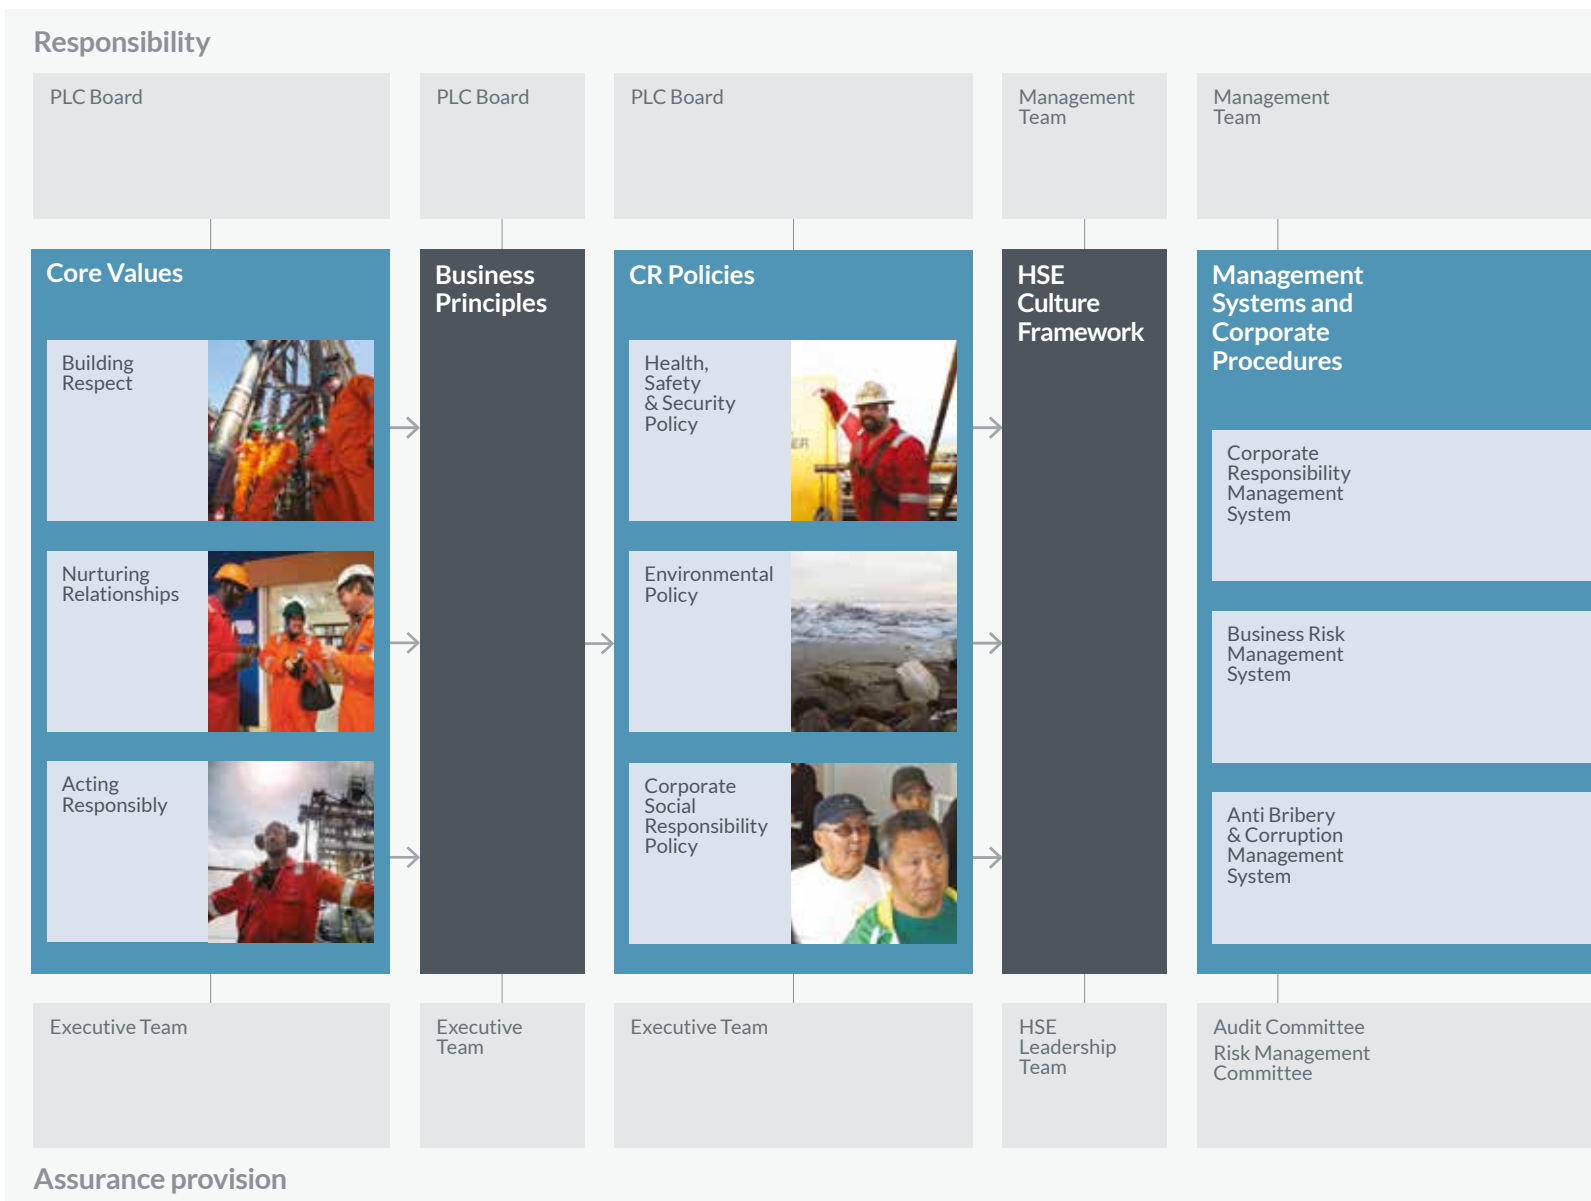 Responsibility
PLC Board
PLC Board
PLC Board
Management
Team
Management
Team
Core Values
Building
Respect
Nurturing
Relationships
Acting
Responsibly
Business
Principles
CR Policies
Health,
Safety
& Security
Policy
Environmental
Policy
Corporate
Social
Responsibility
Policy
HSE
Culture
Framework
Management
Systems and
Corporate
Procedures
Corporate
Responsibility
Management
System
Business Risk
Management
System
Anti Bribery
& Corruption
Management
System
Executive Team
Executive
Team
Executive Team
HSE
Leadership
Team
Audit Committee
Risk Management
Committee
Assurance provision